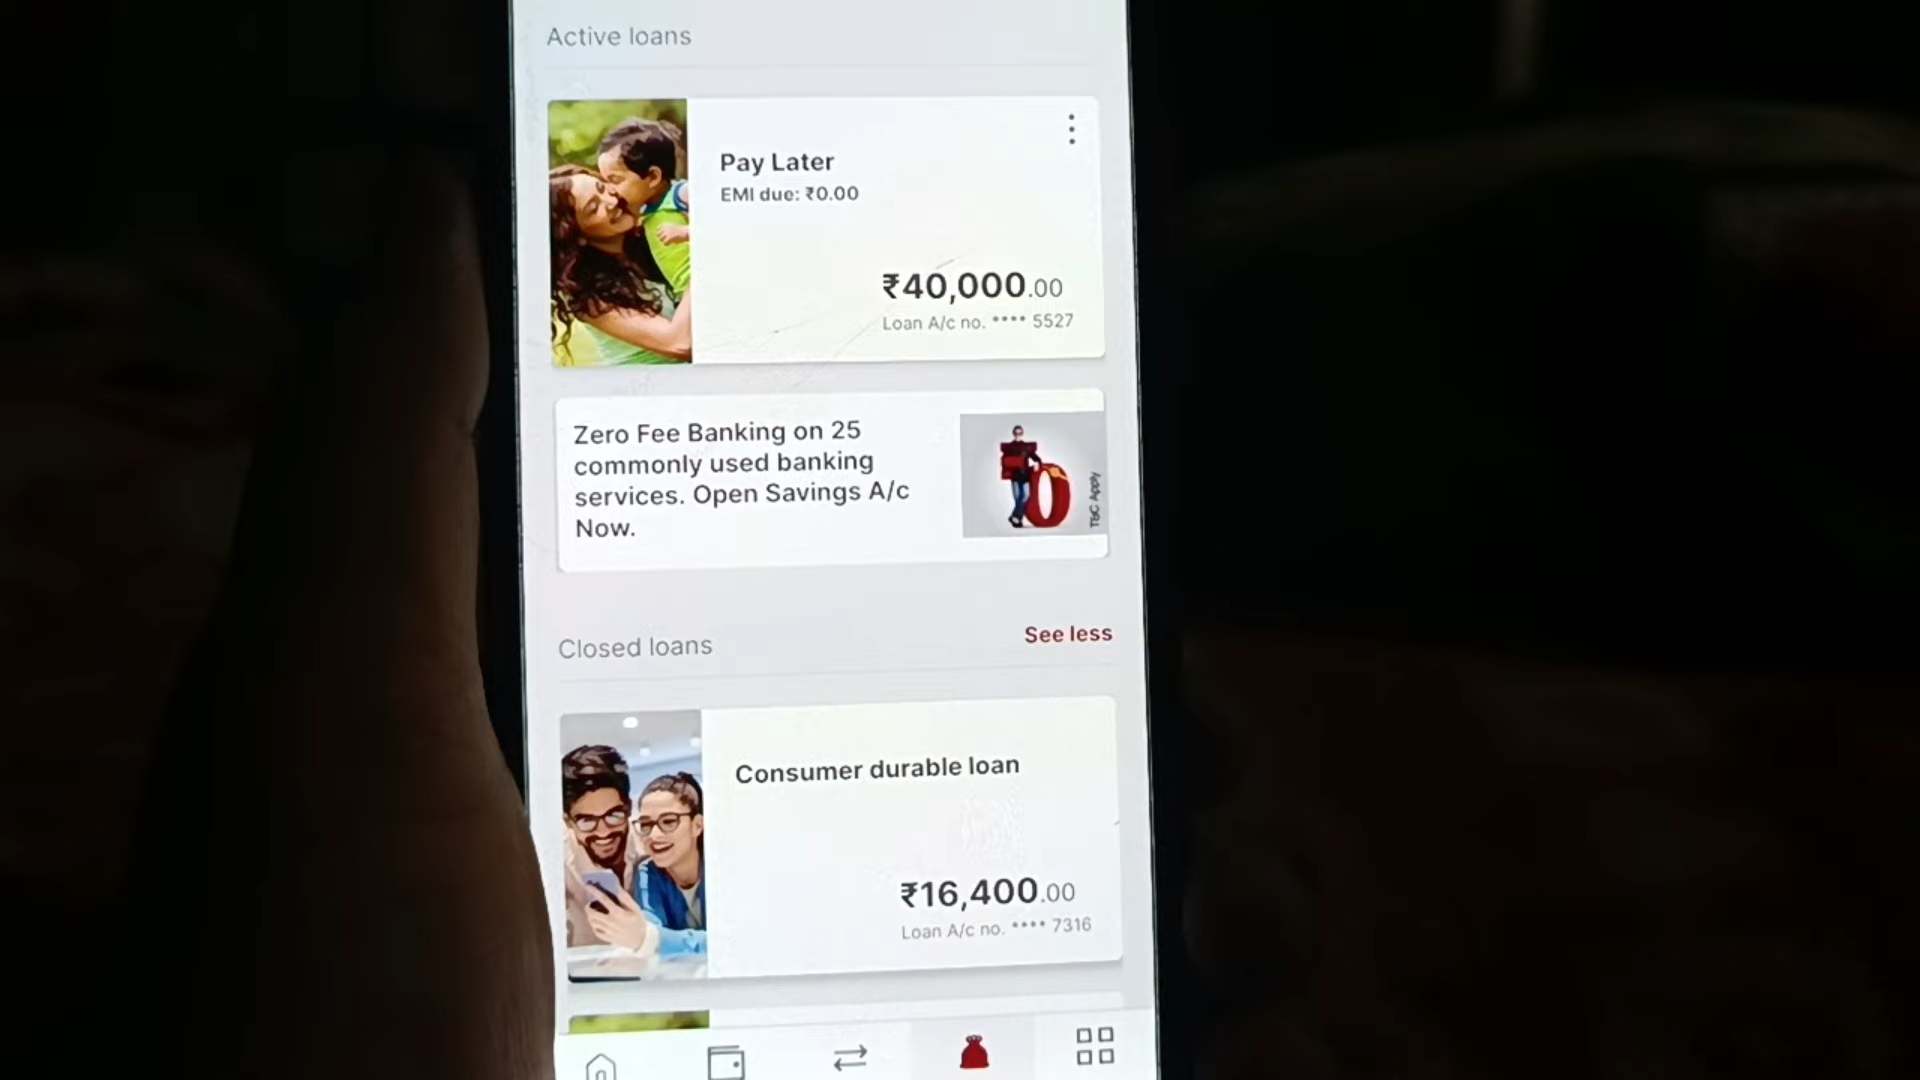 Active loans
Pay Later
EMI due: ₹0.00
₹40,000.00
Loan A/c no. **** 5527
Zero Fee Banking on 25
commonly used banking
services. Open Savings A/c
Now.
T&C Apply
Closed loans
See less
Consumer durable loan
₹16,400.00
Loan A/c no. **** 7316